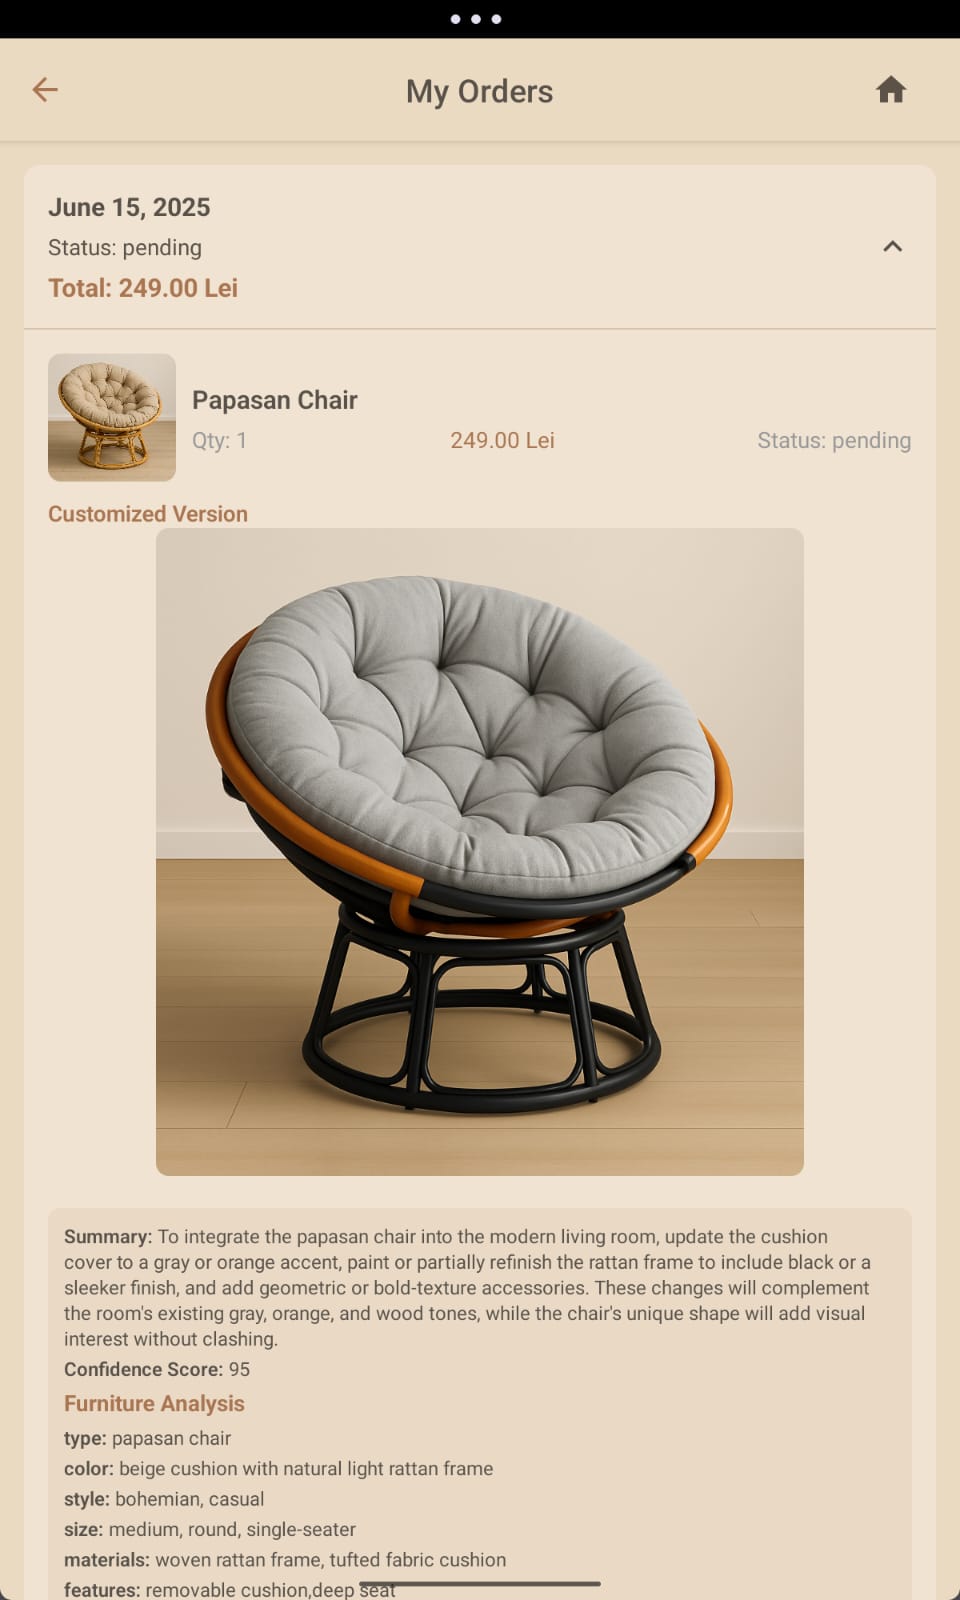 My Orders
June 15, 2025
Status: pending
Total: 249.00 Lei
Papasan Chair
Qty: 1 249.00 Lei Status: pending
Customized Version
Summary: To integrate the papasan chair into the modern living room, update the cushion
cover to a gray or orange accent, paint or partially refinish the rattan frame to include black or a
sleeker finish, and add geometric or bold-texture accessories. These changes will complement
the room's existing gray, orange, and wood tones, while the chair's unique shape will add visual
interest without clashing.
Confidence Score: 95
Furniture Analysis
type: papasan chair
color: beige cushion with natural light rattan frame
style: bohemian, casual
size: medium, round, single-seater
materials: woven rattan frame, tufted fabric cushion
features: removable cushion,deep seat